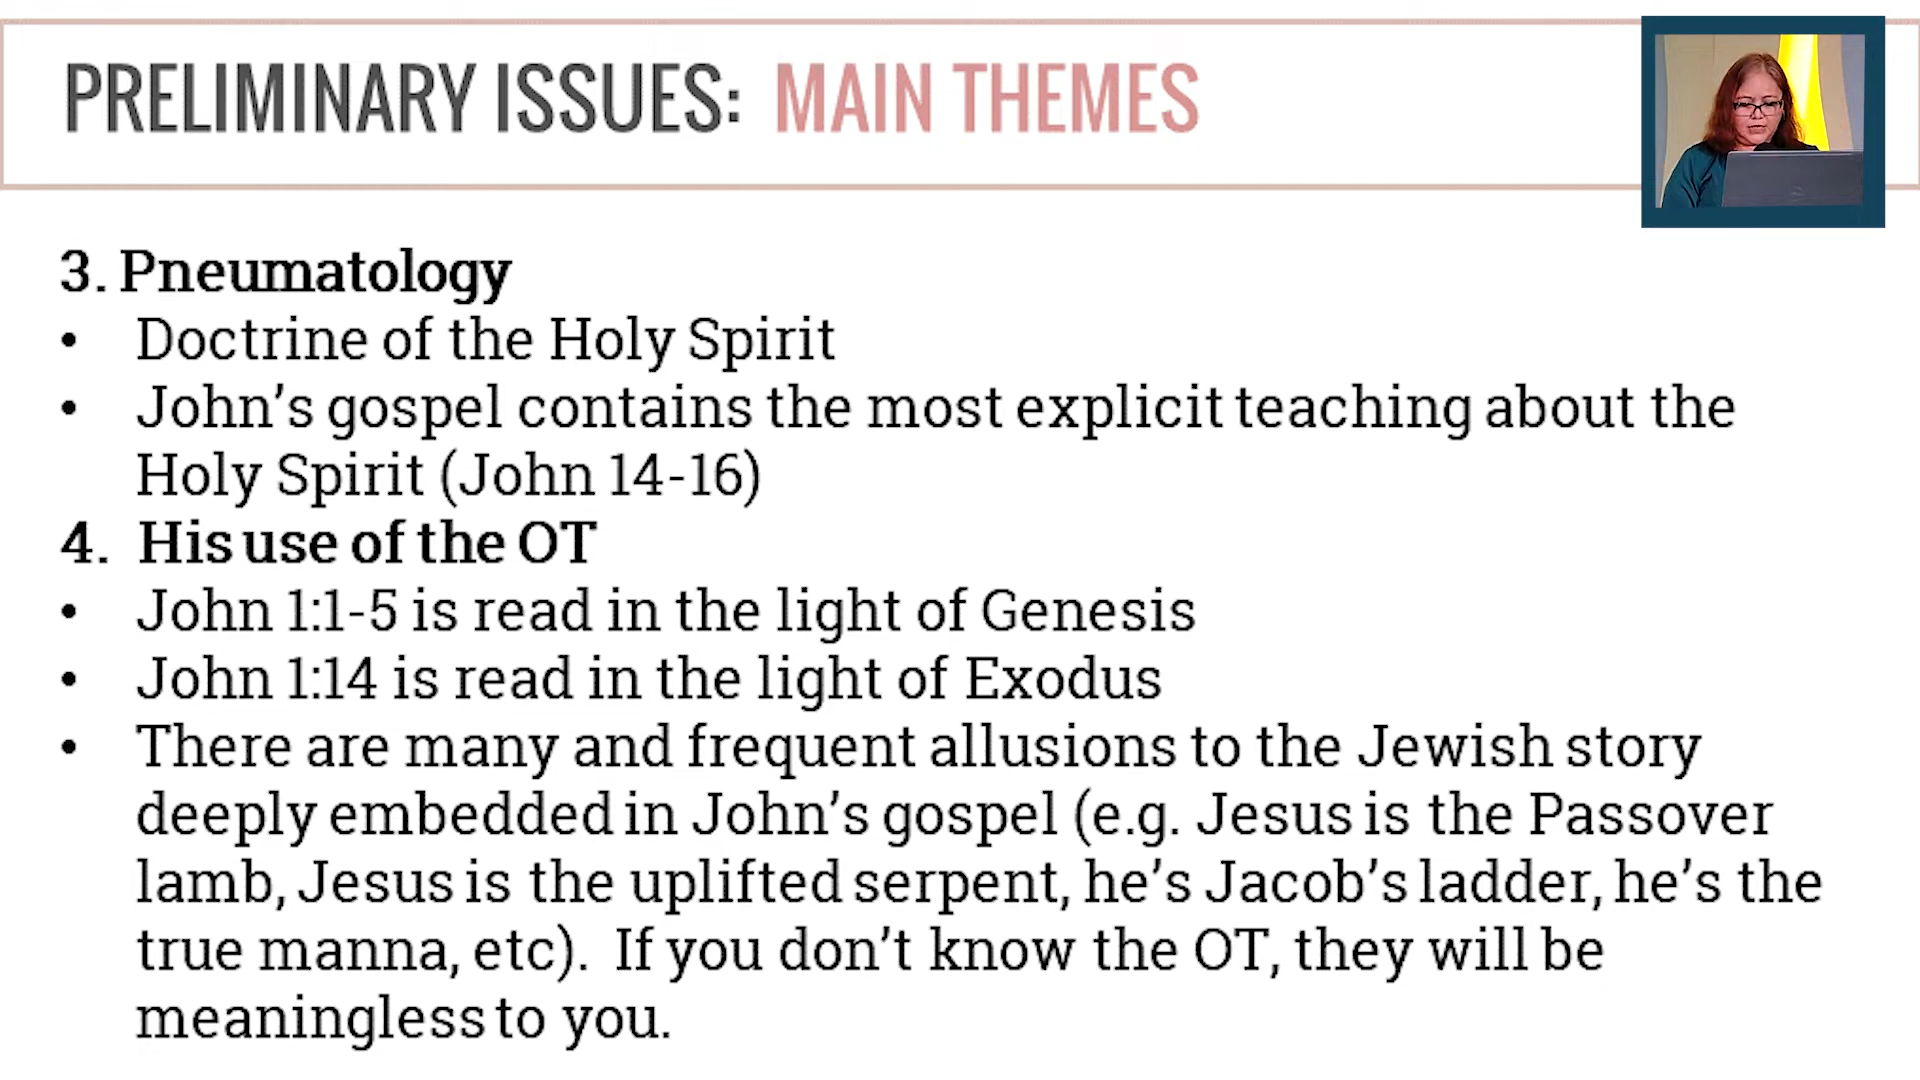 PRELIMINARY ISSUES: MAIN THEMES
3. Pneumatology
• Doctrine of the Holy Spirit
• John’s gospel contains the most explicit teaching about the
Holy Spirit (John 14-16)
4. His use of the OT
• John 1:1-5 is read in the light of Genesis
• John 1:14 is read in the light of Exodus
• There are many and frequent allusions to the Jewish story
deeply embedded in John’s gospel (e.g. Jesus is the Passover
lamb, Jesus is the uplifted serpent, he’s Jacob’s ladder, he’s the
true manna, etc). If you don’t know the OT, they will be
meaningless to you.